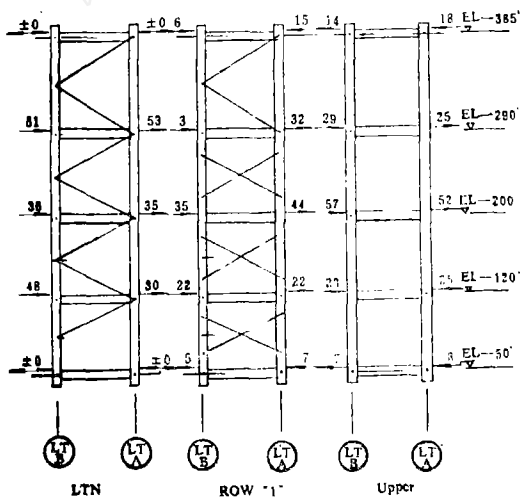 ±0 ±0 6 15 14 18 EL—385'
81 53 3 32 29 25 EL—290'
36 35 35 44 57 52 EL—200
48 30 22 22 25 EL—120'
±0 ±0 5 7 8 EL—50'
LT B LT A LT B LT A LT B LT A
LTN ROW "1" Upper